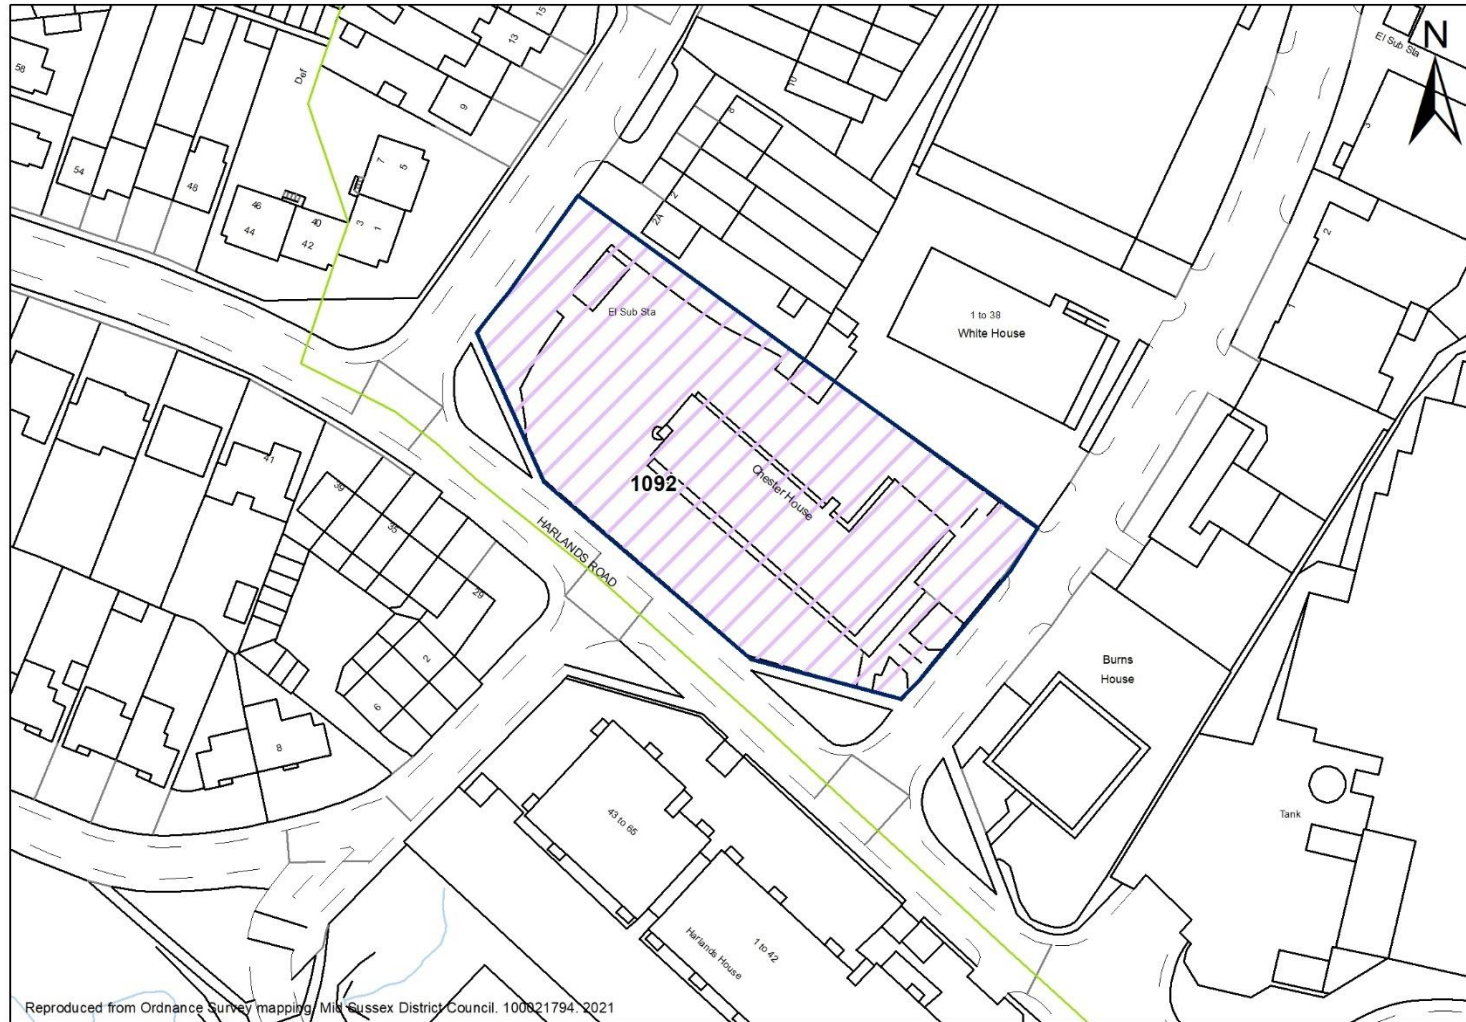 El Sub Sta
N
15
13
58
Def
9
10
8
3
7
5
54
48
46
40
3
1
44
42
2
2A
2
El Sub Sta
1 to 38
White House
1
41
39
35
29
1092
Chester House
HARLANDS ROAD
2
6
8
Burns
House
43 to 65
Tank
1 to 42
Harlands House
Reproduced from Ordnance Survey mapping. Mid Sussex District Council. 100021794. 2021